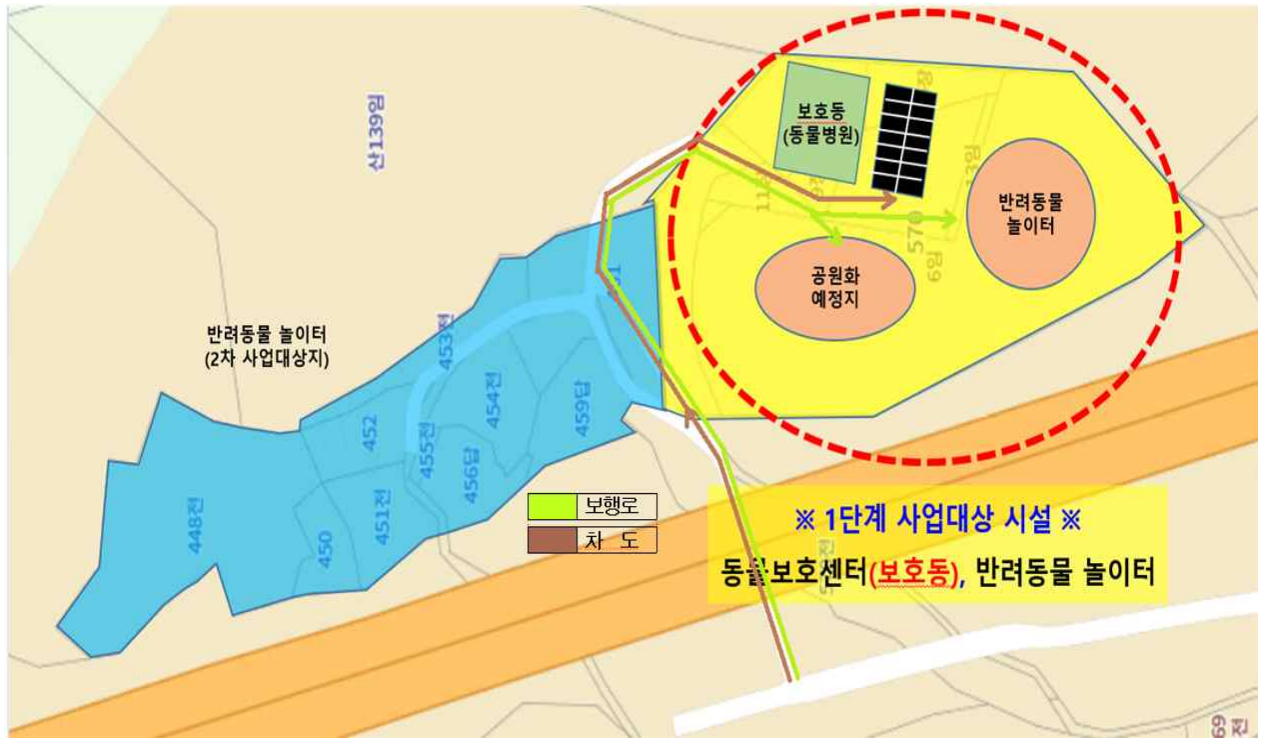 산139임
보호동
(동물병원)
반려동물
놀이터
570
6임
공원화
예정지
반려동물 놀이터
(2차 사업대상지)
453전
454전
459답
452
455전
456답
451전
450
448전
보행로
차 도
※ 1단계 사업대상 시설 ※
동물보호센터(보호동), 반려동물 놀이터
69
전